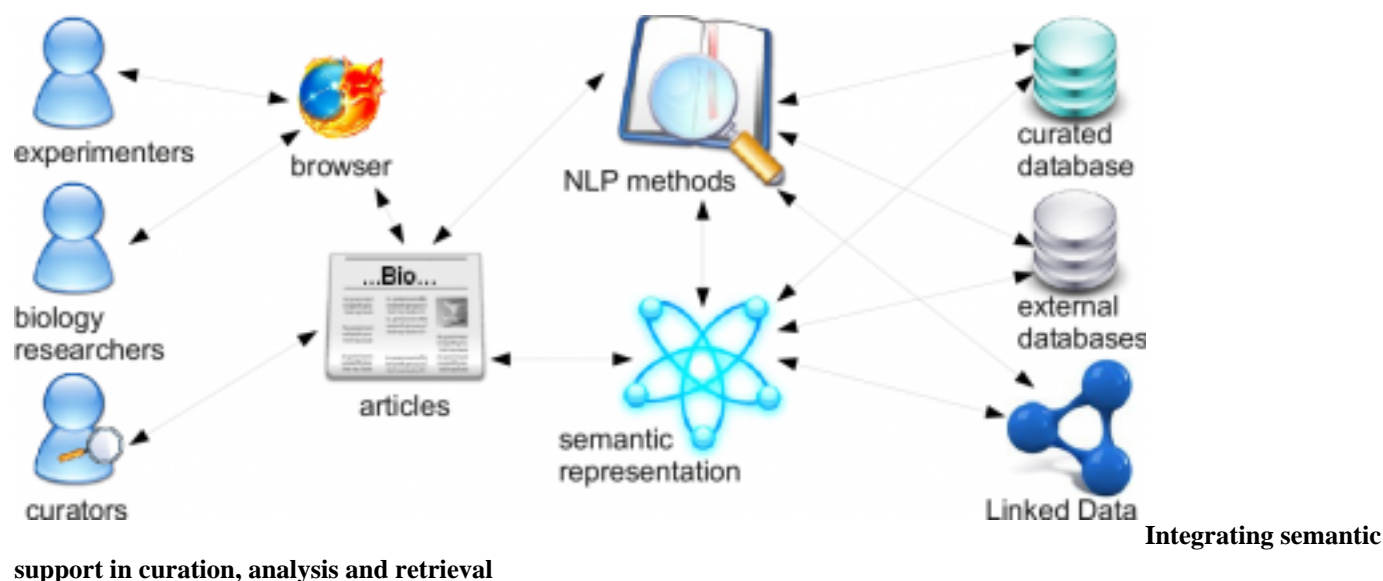 experimenters
browser
NLP methods
curated
database
...Bio...
biology
researchers
articles
semantic
representation
external
databases
curators
Linked Data
Integrating semantic
support in curation, analysis and retrieval